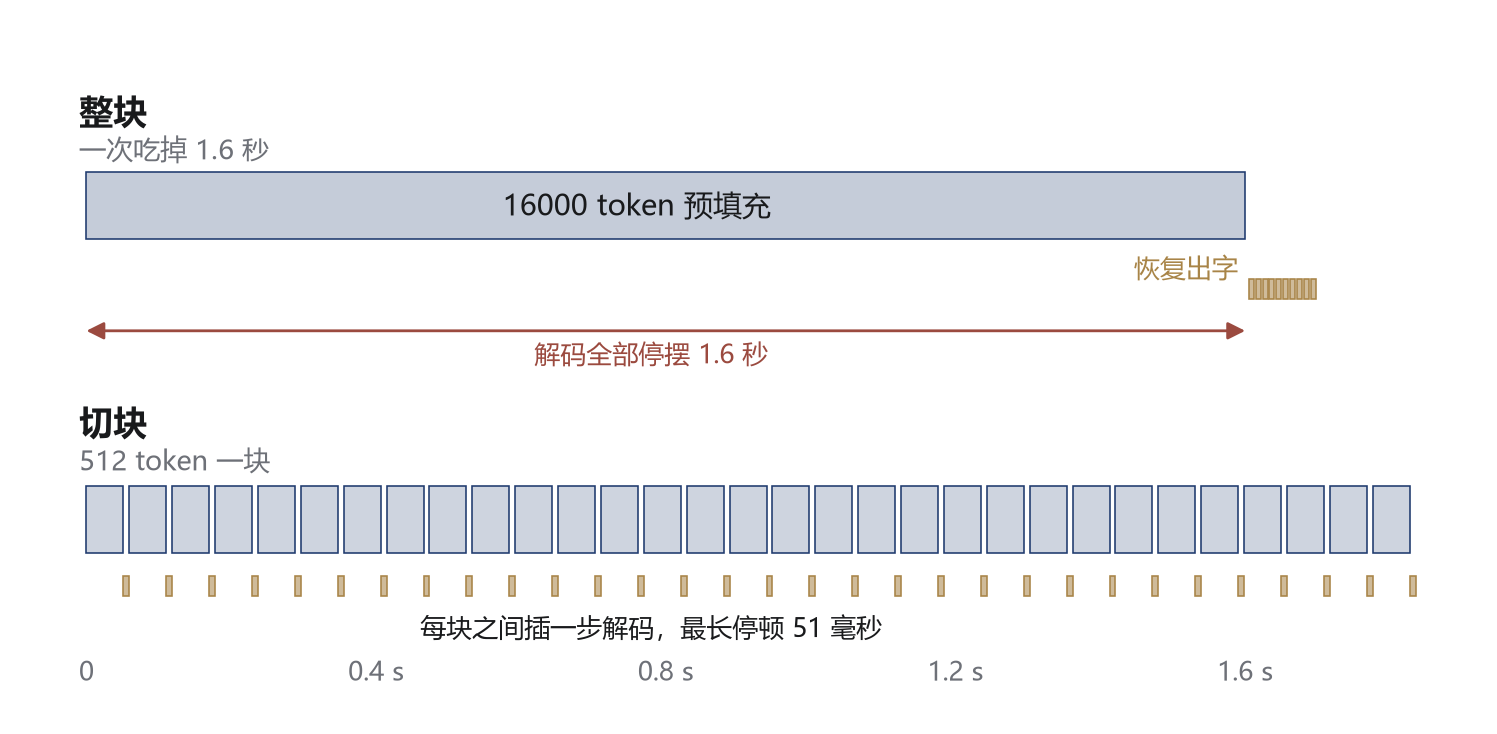 整块
一次吃掉 1.6 秒
16000 token 预填充
恢复出字
解码全部停摆 1.6 秒
切块
512 token 一块
每块之间插一步解码，最长停顿 51 毫秒
0 0.4 s 0.8 s 1.2 s 1.6 s